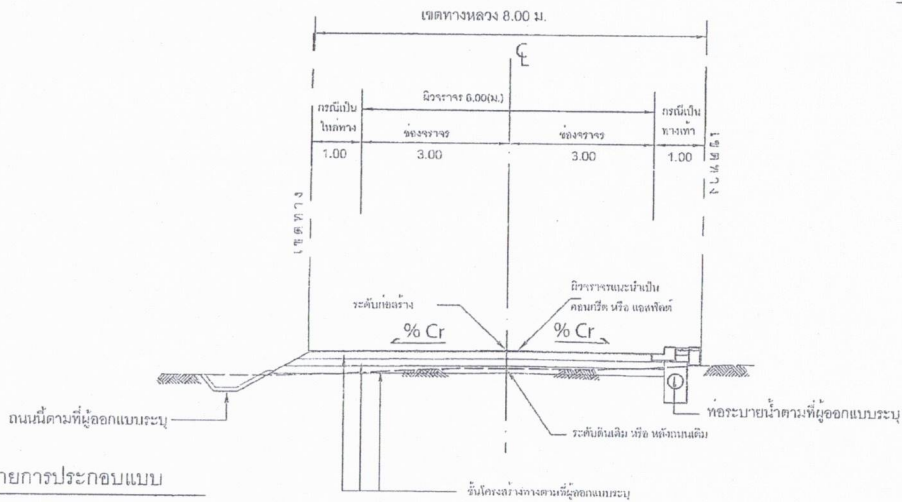 เขตทางหลวง 8.00 ม.
ผิวจราจร 6.00(ม.)
กรณีเป็น
ไหล่ทาง
ช่องจราจร
ช่องจราจร
กรณีเป็น
ทางเท้า
1.00
3.00
3.00
1.00
เขตทาง
เขตทาง
ระดับก่อสร้าง
ผิวจราจรแนะนำเป็น
คอนกรีต หรือ แอสฟัลต์
% Cr
% Cr
ถนนนี้ตามที่ผู้ออกแบบระบุ
ท่อระบายน้ำตามที่ผู้ออกแบบระบุ
ระดับดินเดิม หรือ หลังถนนเดิม
ายการประกอบแบบ
ชั้นโครงสร้างทางตามที่ผู้ออกแบบระบุ